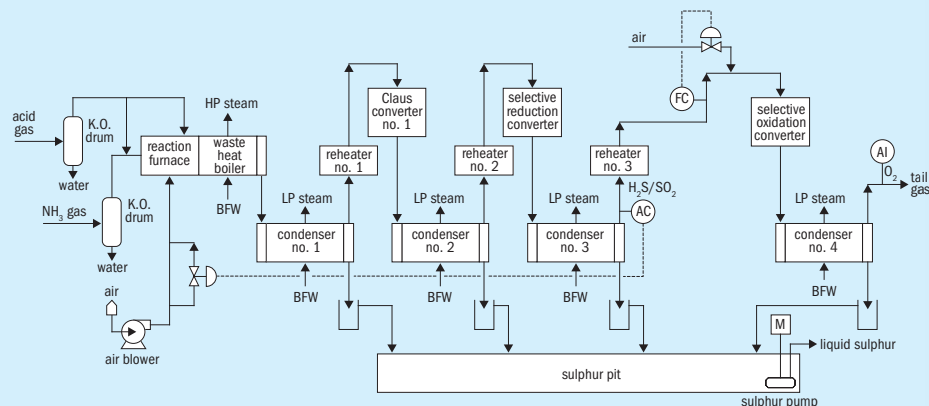 air
FC
acid
gas
K.O.
drum
water
NH₃ gas
K.O.
drum
water
HP steam
reaction
furnace
waste
heat
boiler
BFW
air
air blower
reheater
no. 1
Claus
converter
no. 1
LP steam
condenser
no. 1
BFW
reheater
no. 2
selective
reduction
converter
LP steam
condenser
no. 2
BFW
reheater
no. 3
H₂S/SO₂
AC
LP steam
condenser
no. 3
BFW
selective
oxidation
converter
AI
O₂
tail
gas
LP steam
condenser
no. 4
BFW
M
liquid sulphur
sulphur pit
sulphur pump